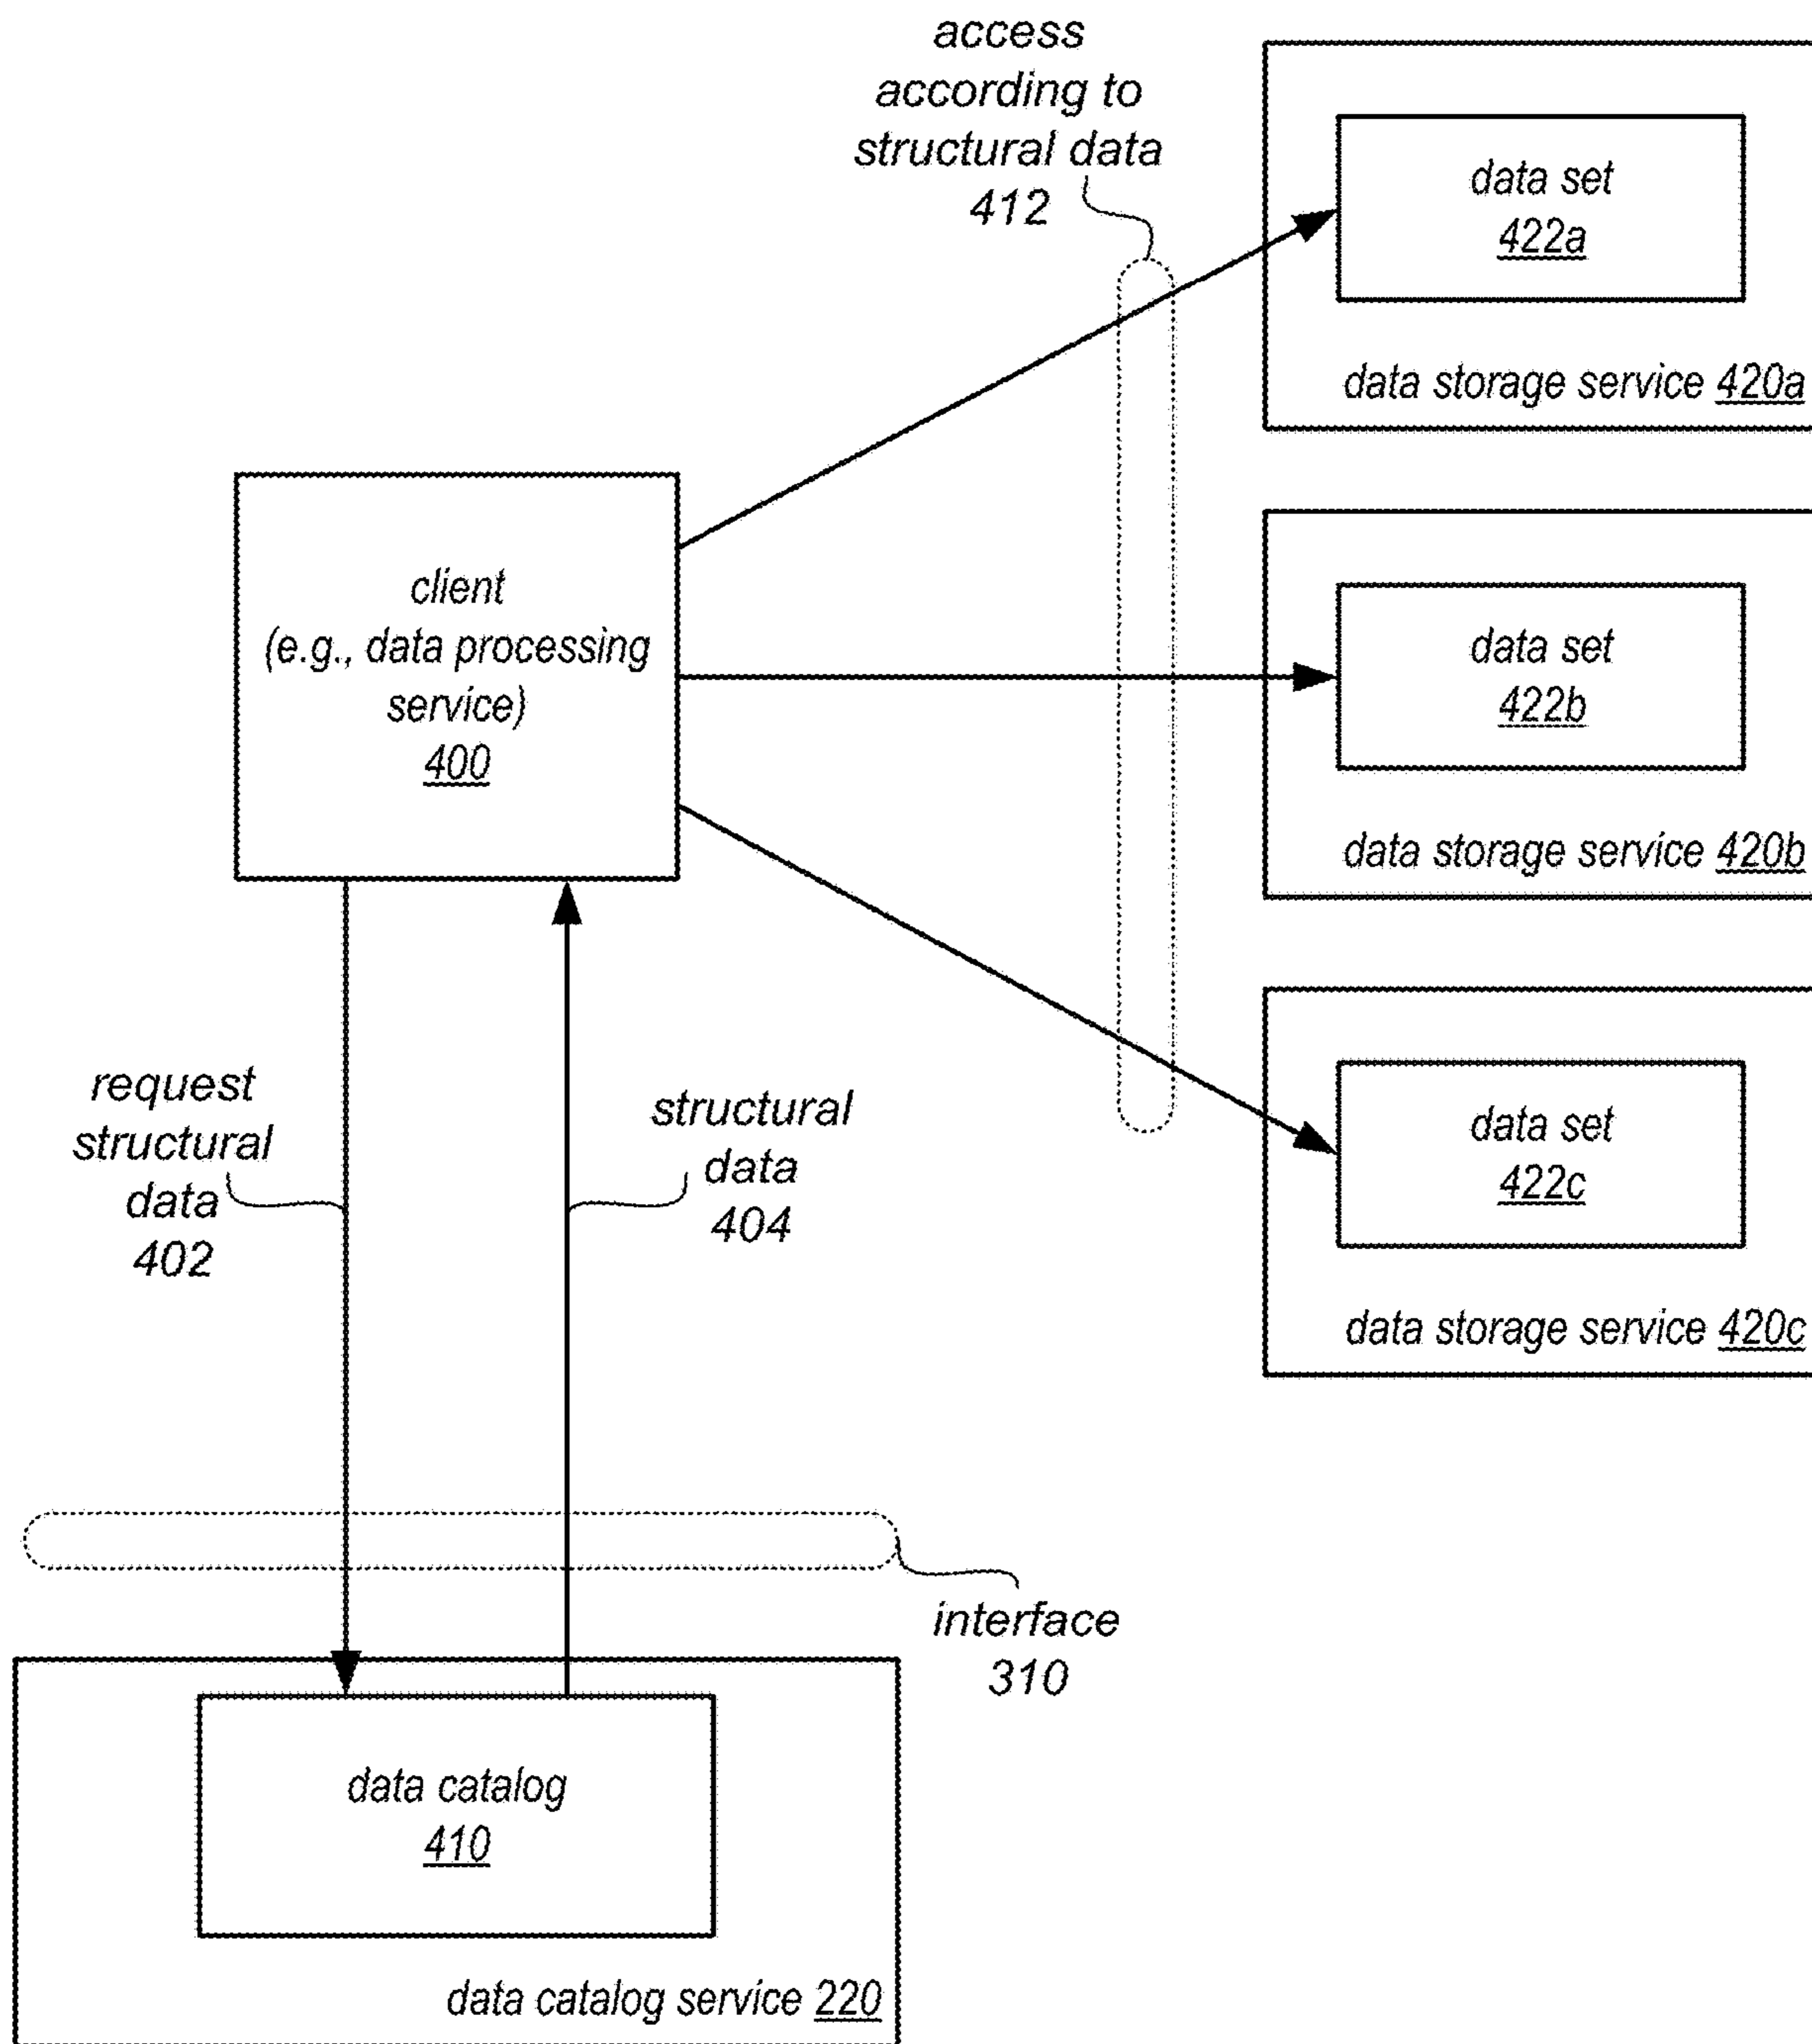 access
according to
structural data
412
data set
422a
data storage service 420a
client
(e.g., data processing
service)
400
data set
422b
data storage service 420b
request
structural
data
402
structural
data
404
data set
422c
data storage service 420c
interface
310
data catalog
410
data catalog service 220